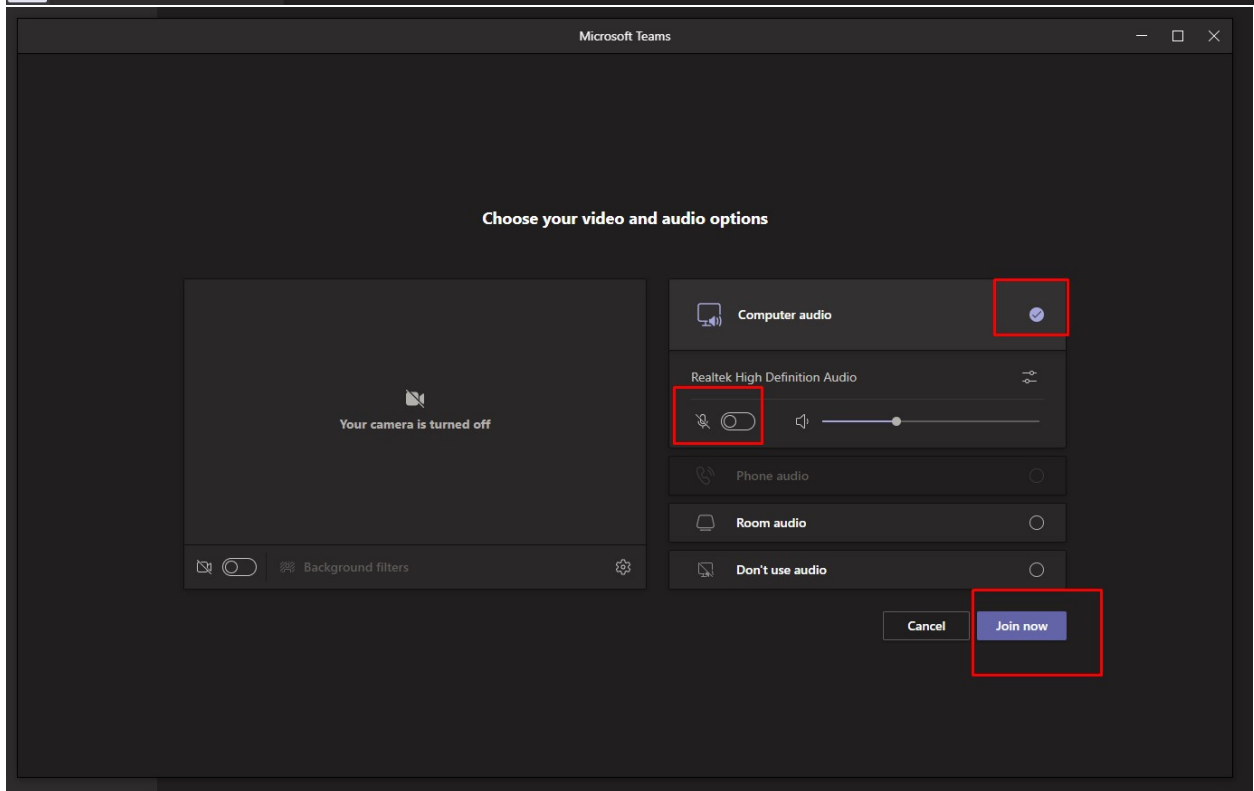 Microsoft Teams
Choose your video and audio options
Your camera is turned off
Background filters
Computer audio
Realtek High Definition Audio
Phone audio
Room audio
Don't use audio
Cancel
Join now